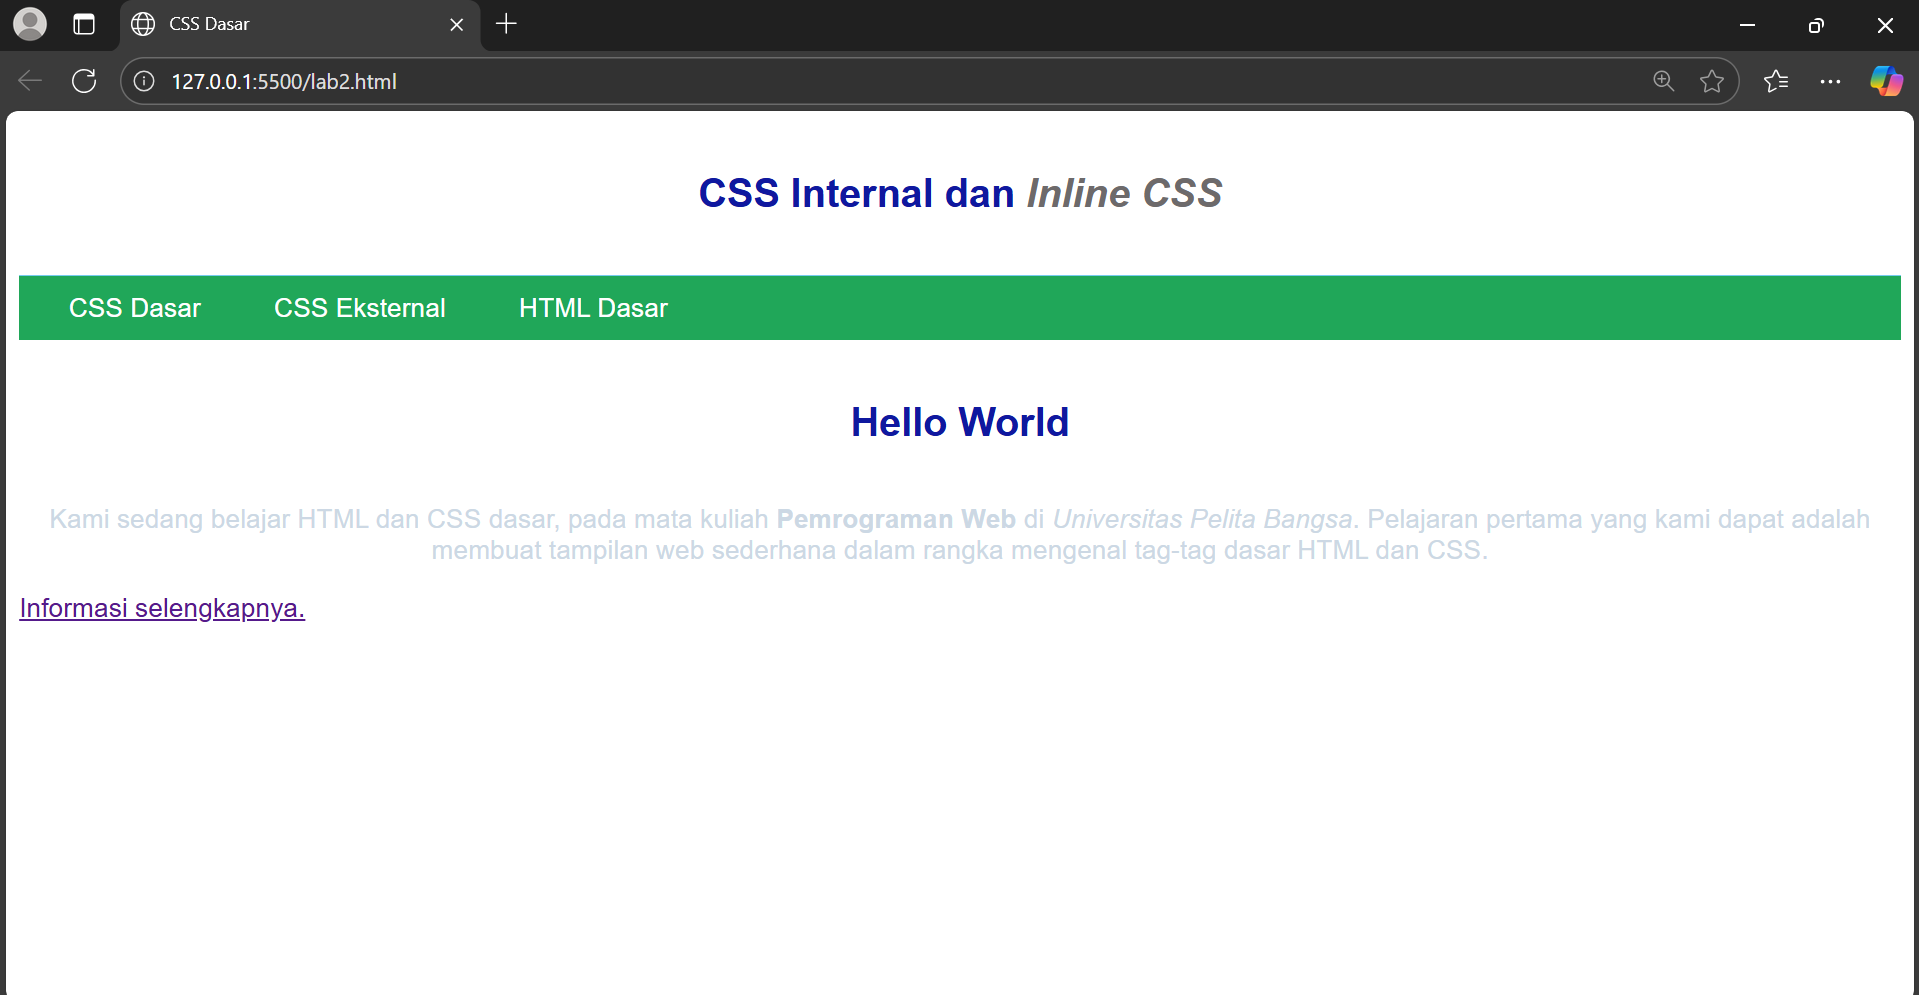 CSS Dasar
127.0.0.1:5500/lab2.html
CSS Internal dan Inline CSS
CSS Dasar CSS Eksternal HTML Dasar
Hello World
Kami sedang belajar HTML dan CSS dasar, pada mata kuliah Pemrograman Web di Universitas Pelita Bangsa. Pelajaran pertama yang kami dapat adalah
membuat tampilan web sederhana dalam rangka mengenal tag-tag dasar HTML dan CSS.
Informasi selengkapnya.